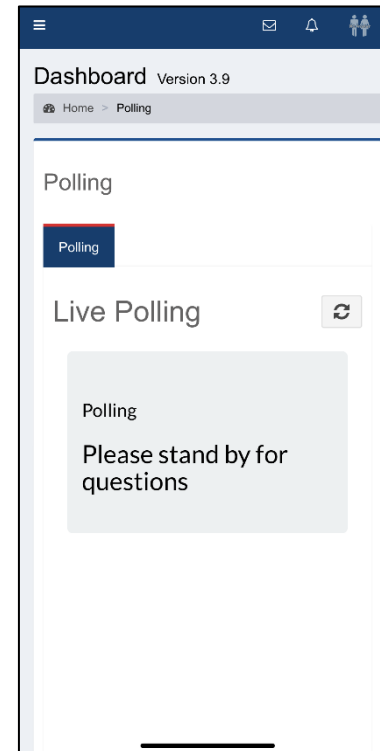 Dashboard Version 3.9
Home > Polling
Polling
Polling
Live Polling
Polling
Please stand by for
questions